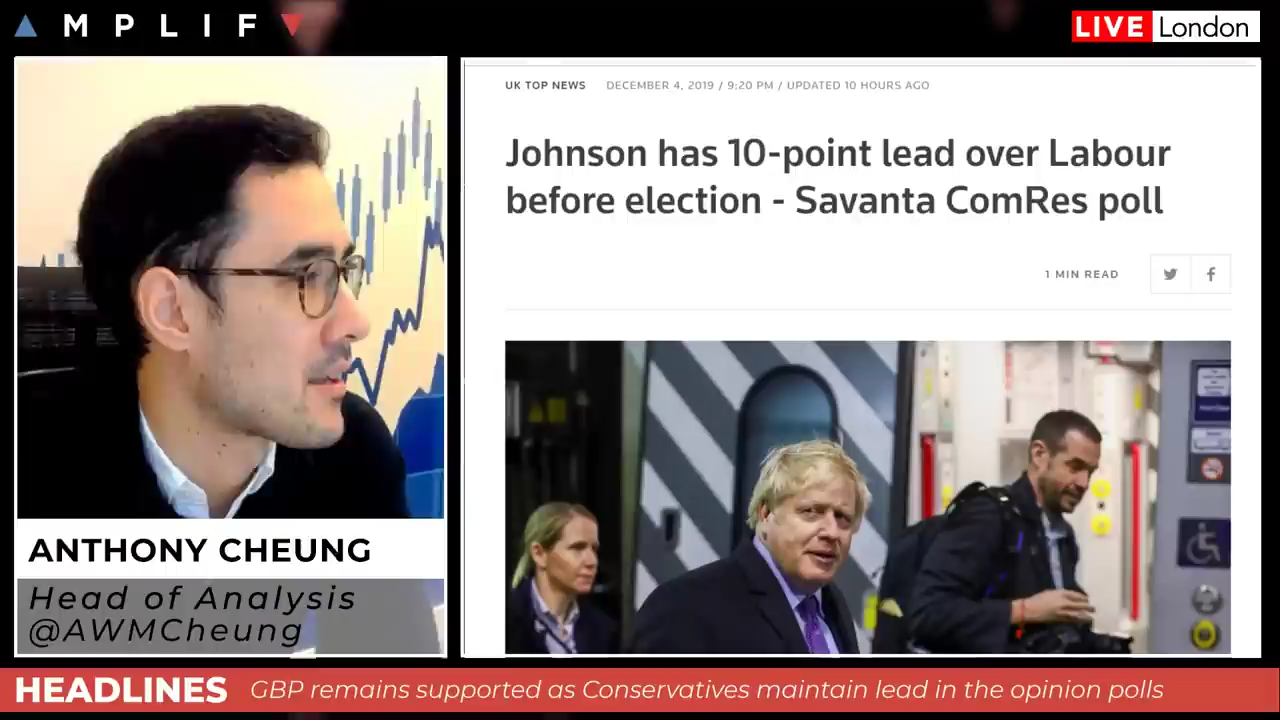 AMPLIFY
LIVE London
UK TOP NEWS DECEMBER 4, 2019 / 9:20 PM / UPDATED 10 HOURS AGO
Johnson has 10-point lead over Labour
before election - Savanta ComRes poll
1 MIN READ
ANTHONY CHEUNG
Head of Analysis
@AWMCheung
HEADLINES GBP remains supported as Conservatives maintain lead in the opinion polls